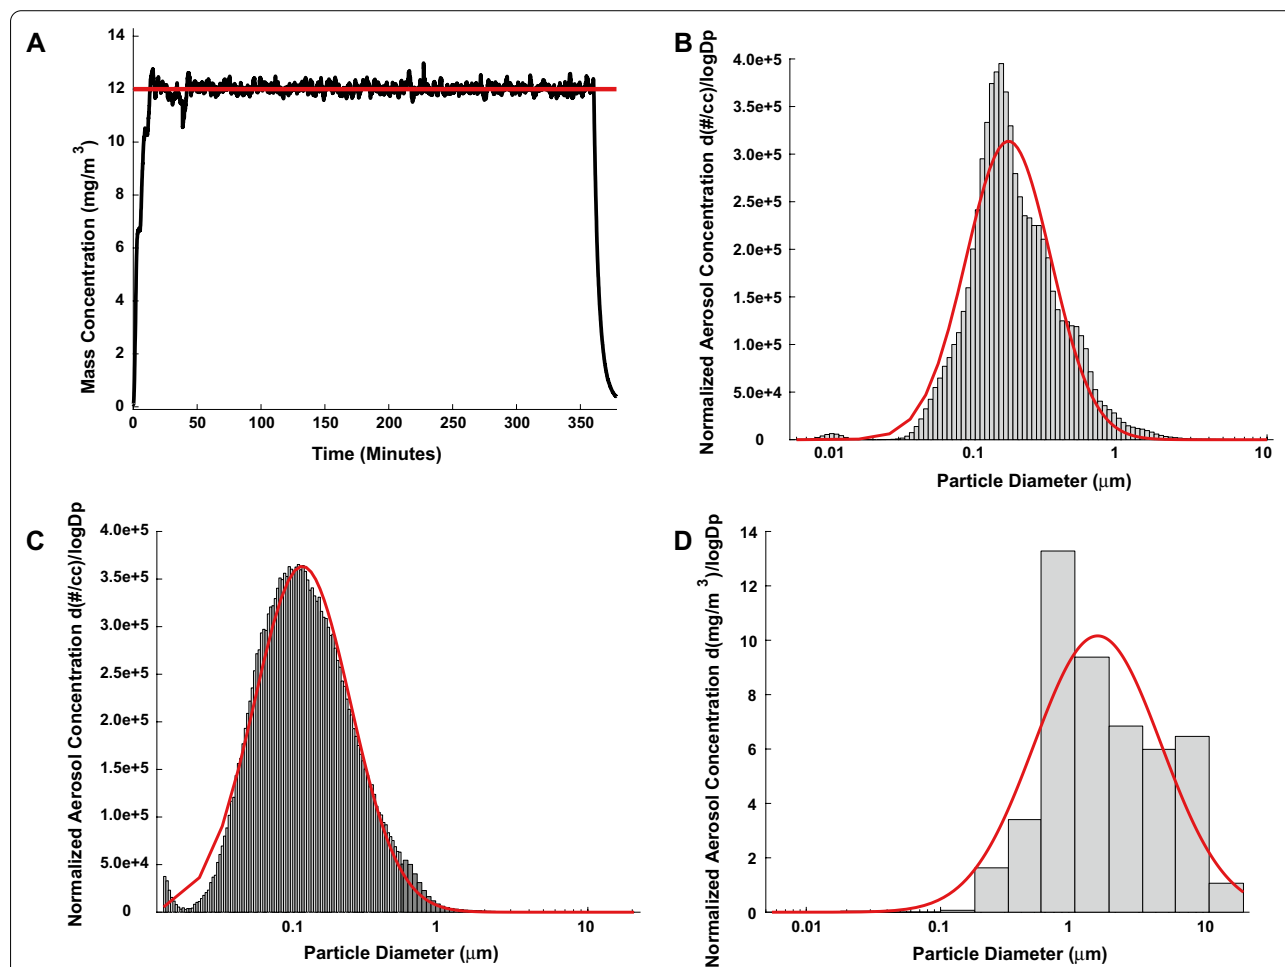 A
Mass Concentration (mg/m 3)
14
12
10
8
6
4
2
0
0 50 100 150 200 250 300 350
Time (Minutes)
B
Normalized Aerosol Concentration d(#/cc)/logDp
4.0e+5
3.5e+5
3.0e+5
2.5e+5
2.0e+5
1.5e+5
1.0e+5
5.0e+4
0
0.01 0.1 1 10
Particle Diameter (μm)
C
Normalized Aerosol Concentration d(#/cc)/logDp
4.0e+5
3.5e+5
3.0e+5
2.5e+5
2.0e+5
1.5e+5
1.0e+5
5.0e+4
0
0.1 1 10
Particle Diameter (μm)
D
Normalized Aerosol Concentration d(mg/m 3)/logDp
14
12
10
8
6
4
2
0
0.01 0.1 1 10
Particle Diameter (μm)